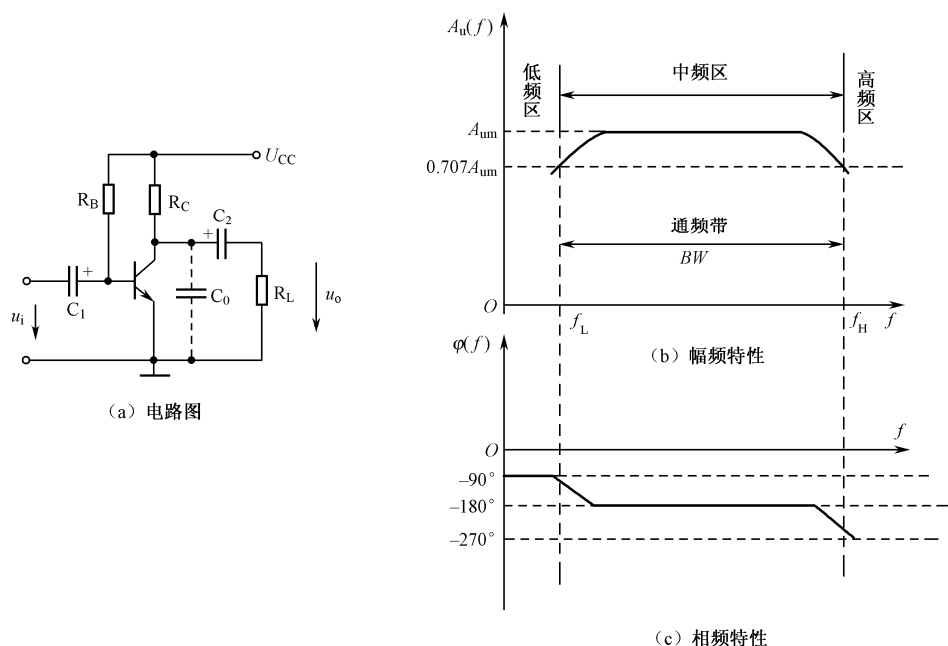 U_CC
R_B
R_C
C_2
+
+
C_1
C_0
R_L
u_i
u_o
（a）电路图
A_u(f)
低频区
中频区
高频区
A_um
0.707A_um
通频带
BW
O
f_L
f_H
f
（b）幅频特性
φ(f)
f
O
–90°
–180°
–270°
（c）相频特性